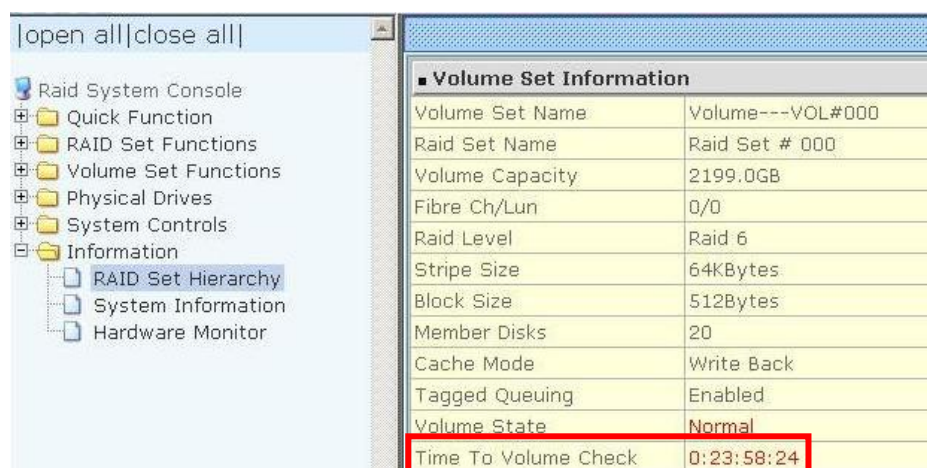 |open all|close all|
Raid System Console
Quick Function
RAID Set Functions
Volume Set Functions
Physical Drives
System Controls
Information
RAID Set Hierarchy
System Information
Hardware Monitor
Volume Set Information
Volume Set Name Volume---VOL#000
Raid Set Name Raid Set # 000
Volume Capacity 2199.0GB
Fibre Ch/Lun 0/0
Raid Level Raid 6
Stripe Size 64KBytes
Block Size 512Bytes
Member Disks 20
Cache Mode Write Back
Tagged Queuing Enabled
Volume State Normal
Time To Volume Check 0:23:58:24